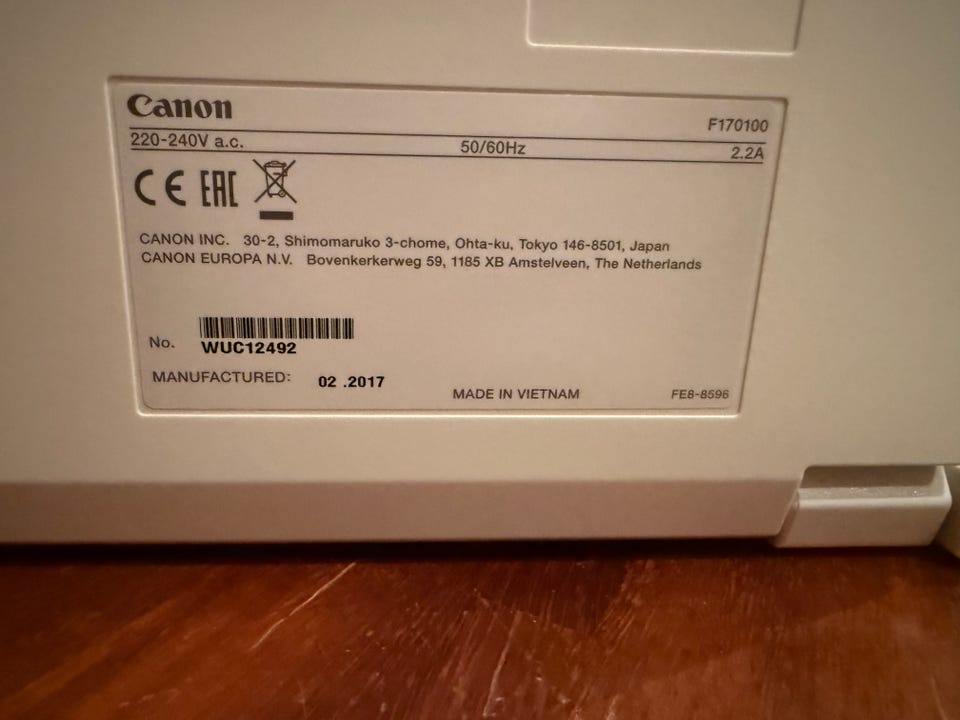 Canon
F170100
220-240V a.c. 50/60Hz 2.2A
CE EAC
CANON INC. 30-2, Shimomaruko 3-chome, Ohta-ku, Tokyo 146-8501, Japan
CANON EUROPA N.V. Bovenkerkerweg 59, 1185 XB Amstelveen, The Netherlands
No. WUC12492
MANUFACTURED: 02 .2017
MADE IN VIETNAM
FE8-8596